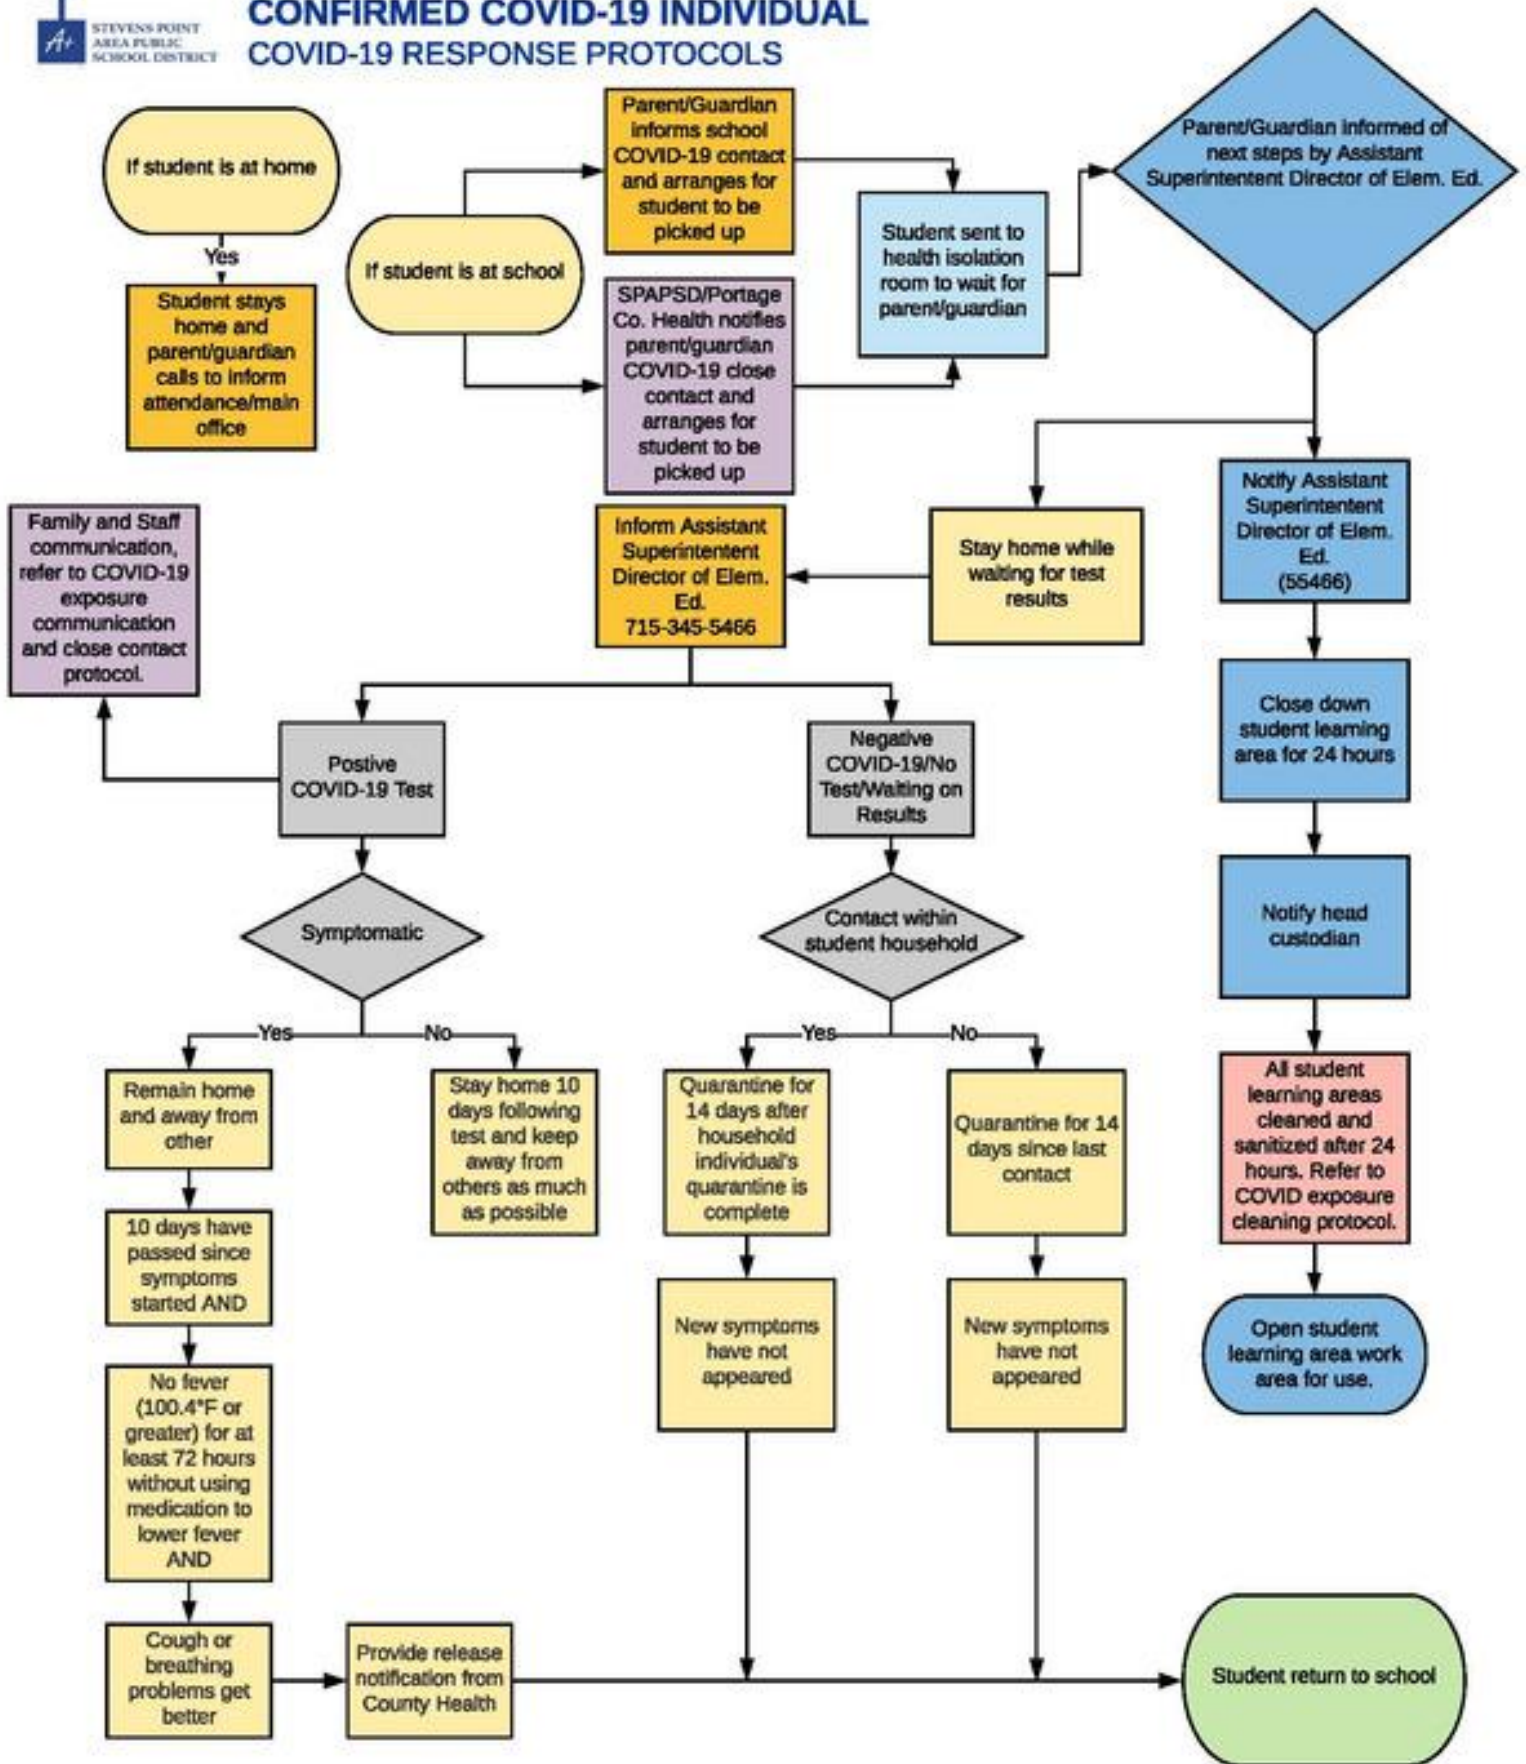 CONFIRMED COVID-19 INDIVIDUAL
COVID-19 RESPONSE PROTOCOLS
A+
STEVENS POINT
AREA PUBLIC
SCHOOL DISTRICT
If student is at home
Yes
Student stays
home and
parent/guardian
calls to inform
attendance/main
office
If student is at school
Parent/Guardian
informs school
COVID-19 contact
and arranges for
student to be
picked up
SPAPSD/Portage
Co. Health notifies
parent/guardian
COVID-19 close
contact and
arranges for
student to be
picked up
Student sent to
health isolation
room to wait for
parent/guardian
Parent/Guardian informed of
next steps by Assistant
Superintentent Director of Elem. Ed.
Family and Staff
communication,
refer to COVID-19
exposure
communication
and close contact
protocol.
Inform Assistant
Superintentent
Director of Elem.
Ed.
715-345-5466
Stay home while
waiting for test
results
Notify Assistant
Superintentent
Director of Elem.
Ed.
(55466)
Close down
student learning
area for 24 hours
Notify head
custodian
All student
learning areas
cleaned and
sanitized after 24
hours. Refer to
COVID exposure
cleaning protocol.
Open student
learning area work
area for use.
Postive
COVID-19 Test
Negative
COVID-19/No
Test/Waiting on
Results
Symptomatic
Contact within
student household
Yes
No
Yes
No
Remain home
and away from
other
Stay home 10
days following
test and keep
away from
others as much
as possible
Quarantine for
14 days after
household
individual's
quarantine is
complete
Quarantine for 14
days since last
contact
10 days have
passed since
symptoms
started AND
New symptoms
have not
appeared
New symptoms
have not
appeared
No fever
(100.4°F or
greater) for at
least 72 hours
without using
medication to
lower fever
AND
Cough or
breathing
problems get
better
Provide release
notification from
County Health
Student return to school